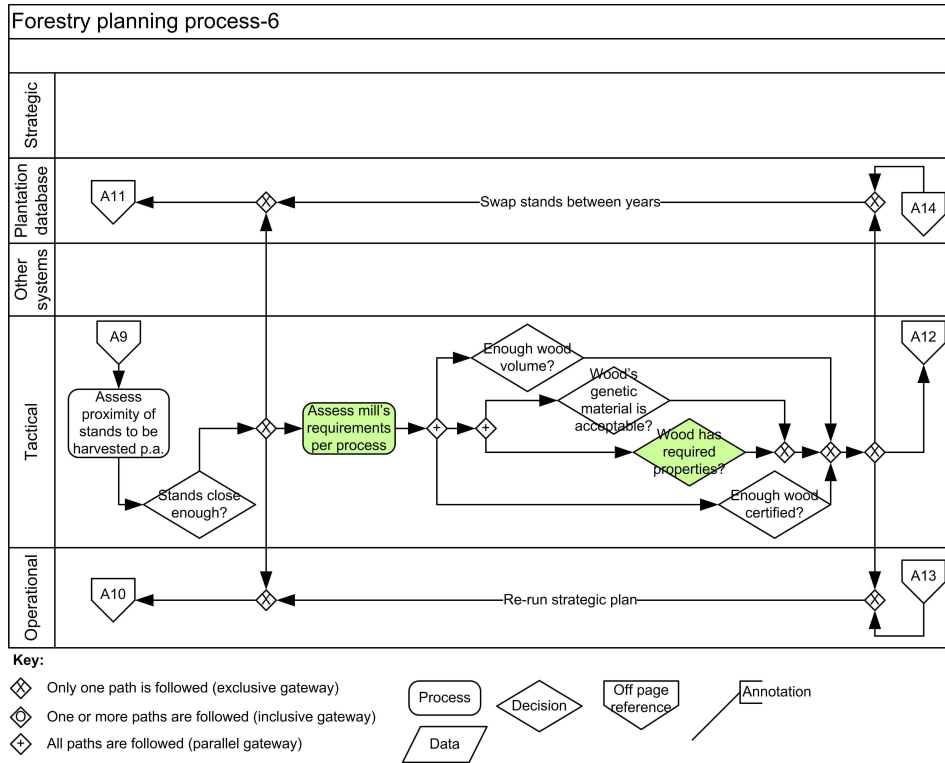 Forestry planning process-6
Strategic
Plantation
database
A11
X
Swap stands between years
X
A14
Other
systems
Tactical
A9
Assess
proximity of
stands to be
harvested p.a.
Stands close
enough?
X
Assess mill's
requirements
per process
+
+
Enough wood
volume?
Wood's
genetic
material is
acceptable?
Wood has
required
properties?
Enough wood
certified?
X
X
X
A12
Operational
A10
X
Re-run strategic plan
X
A13
Key:
X Only one path is followed (exclusive gateway)
O One or more paths are followed (inclusive gateway)
+ All paths are followed (parallel gateway)
Process
Data
Decision
Off page
reference
Annotation